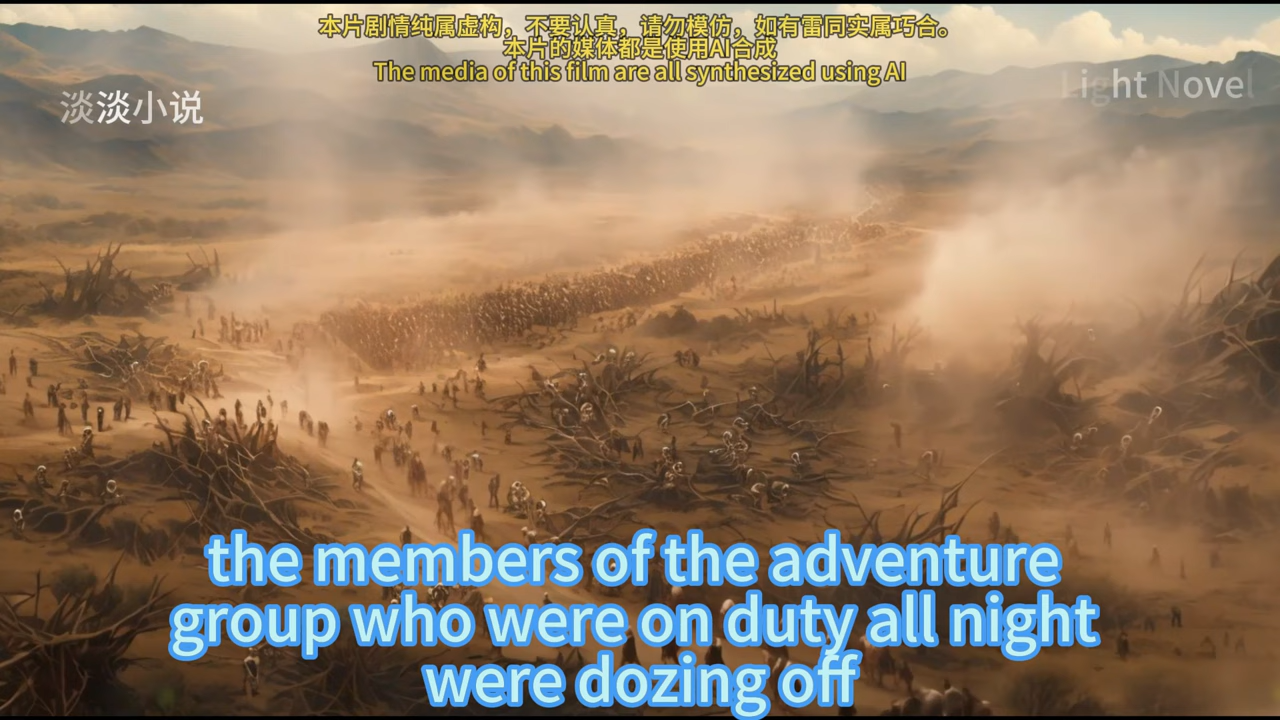 本片剧情纯属虚构，不要认真，请勿模仿，如有雷同实属巧合。
本片的媒体都是使用AI合成
The media of this film are all synthesized using AI
淡淡小说
Light Novel
the members of the adventure
group who were on duty all night
were dozing off